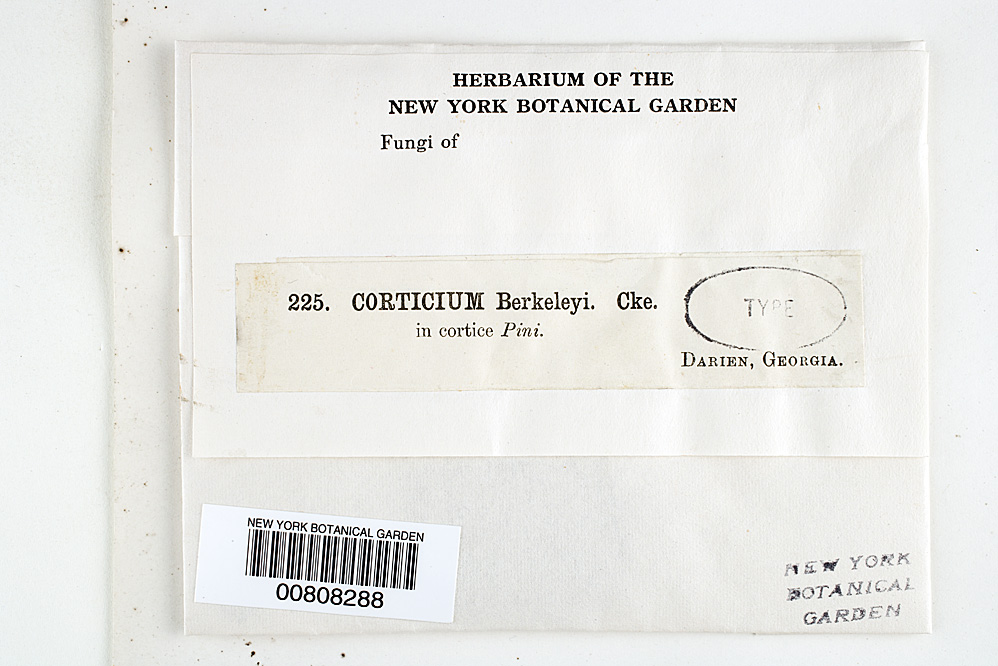 HERBARIUM OF THE
NEW YORK BOTANICAL GARDEN
Fungi of
225. CORTICIUM Berkeleyi. Cke.
in cortice Pini.
TYPE
DARIEN, GEORGIA.
NEW YORK BOTANICAL GARDEN
00808288
NEW YORK
BOTANICAL
GARDEN